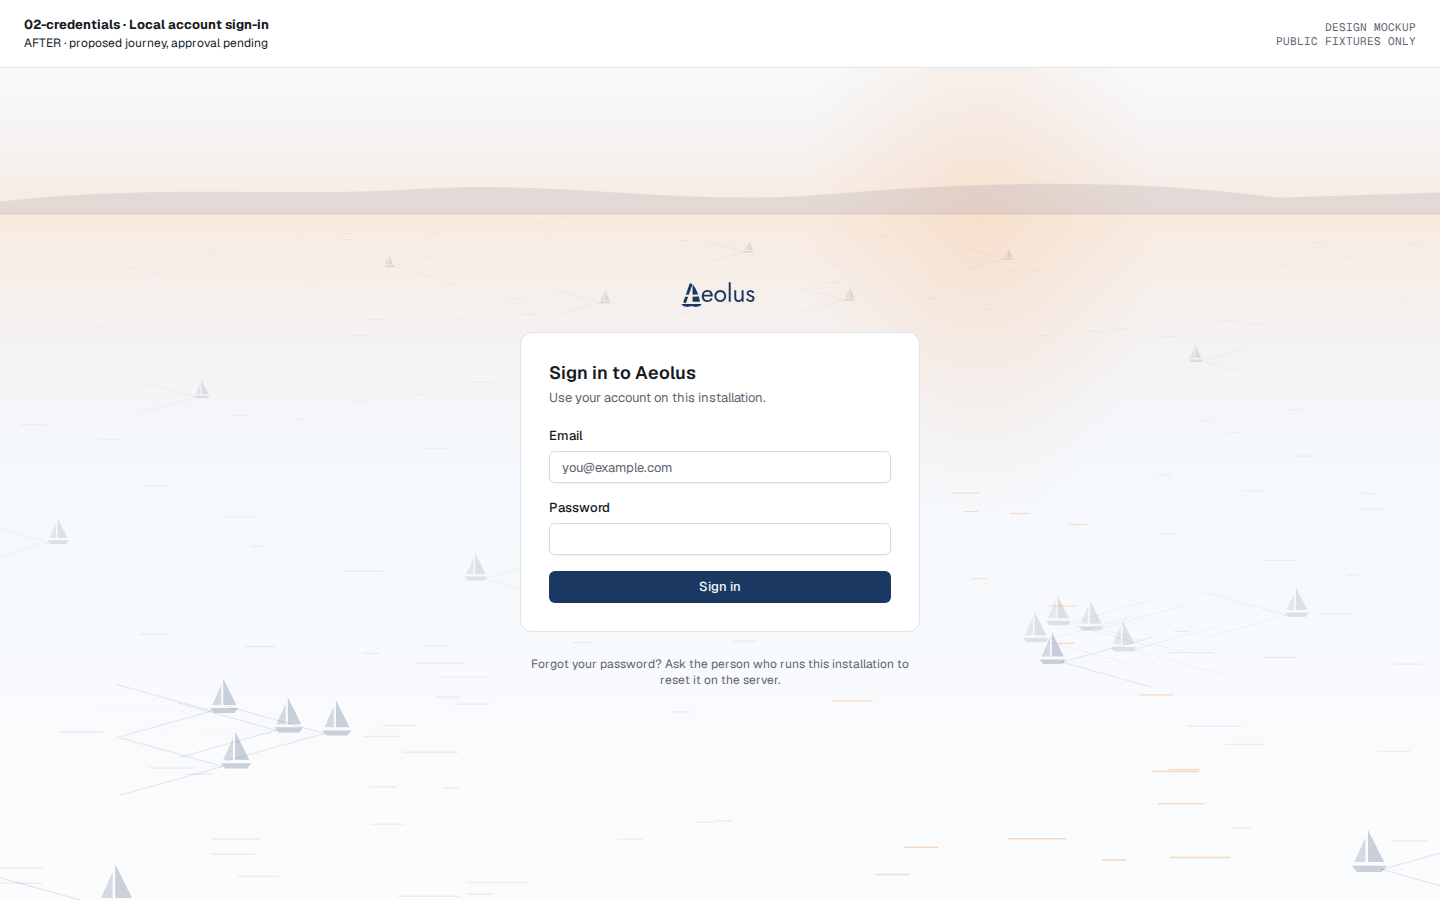 02-credentials · Local account sign-in
AFTER · proposed journey, approval pending
DESIGN MOCKUP
PUBLIC FIXTURES ONLY
Aeolus
Sign in to Aeolus
Use your account on this installation.
Email
you@example.com
Password
Sign in
Forgot your password? Ask the person who runs this installation to
reset it on the server.